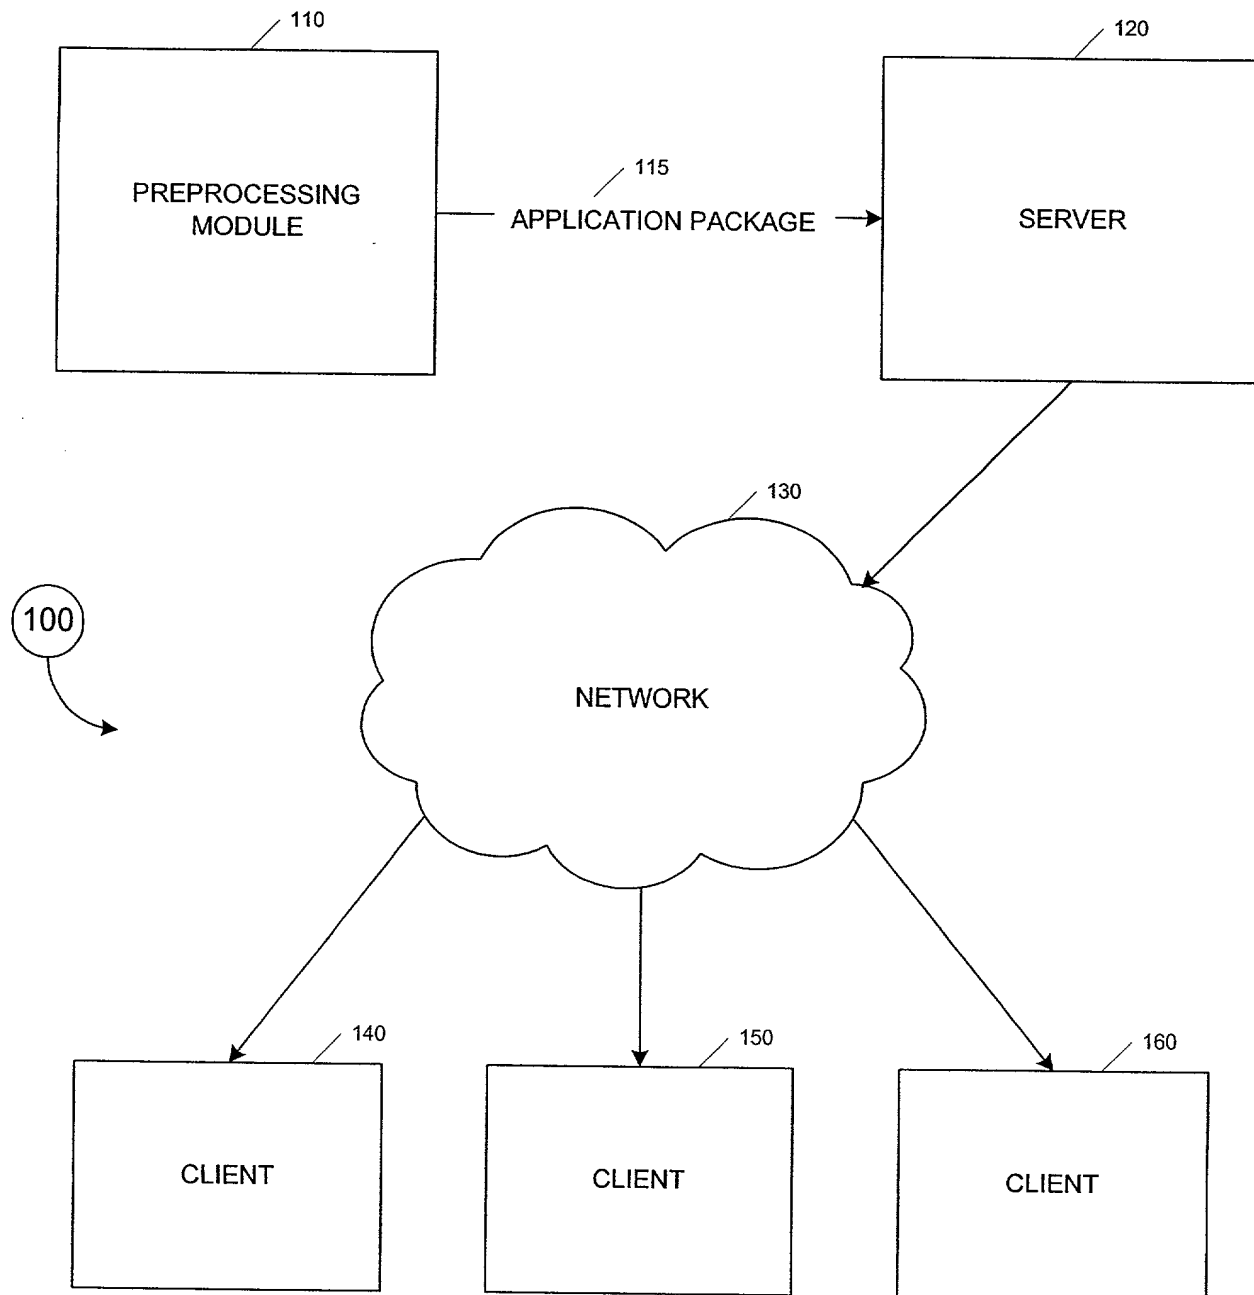 110
120
PREPROCESSING
MODULE
115
APPLICATION PACKAGE
SERVER
130
100
NETWORK
140
150
160
CLIENT
CLIENT
CLIENT